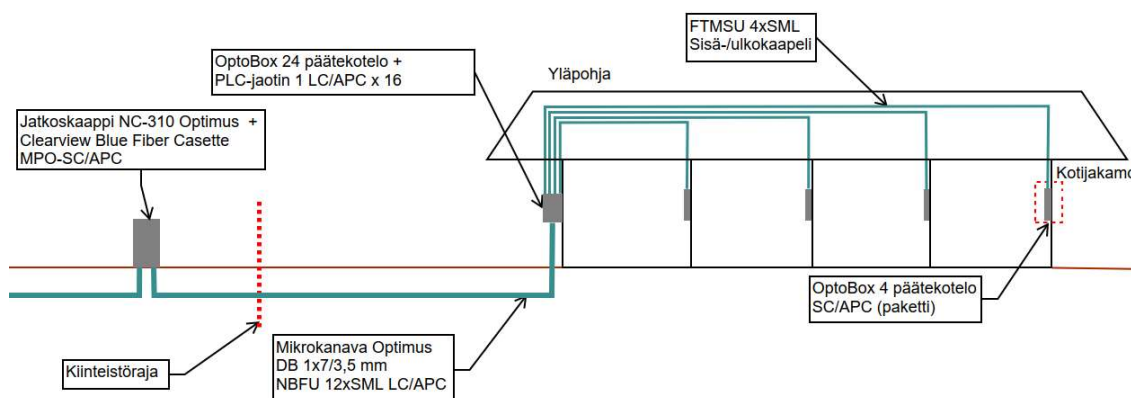 FTMSU 4xSML
Sisä-/ulkokaapeli
OptoBox 24 päätekotelo +
PLC-jaotin 1 LC/APC x 16
Yläpohja
Jatkoskaappi NC-310 Optimus +
Clearview Blue Fiber Casette
MPO-SC/APC
Kotijakamo
OptoBox 4 päätekotelo
SC/APC (paketti)
Kiinteistöraja
Mikrokanava Optimus
DB 1x7/3,5 mm
NBFU 12xSML LC/APC